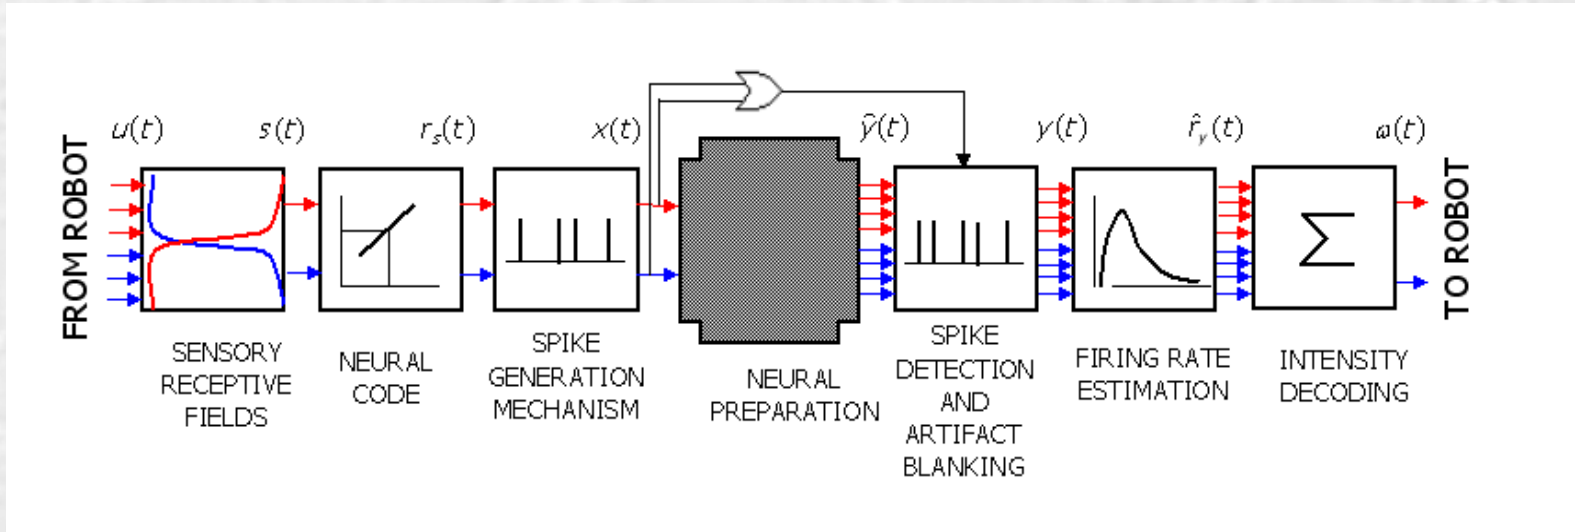 u(t)
s(t)
r_s(t)
x(t)
ŷ(t)
y(t)
r̂_y(t)
ω(t)
FROM ROBOT
TO ROBOT
Σ
SENSORY
RECEPTIVE
FIELDS
NEURAL
CODE
SPIKE
GENERATION
MECHANISM
NEURAL
PREPARATION
SPIKE
DETECTION
AND
ARTIFACT
BLANKING
FIRING RATE
ESTIMATION
INTENSITY
DECODING